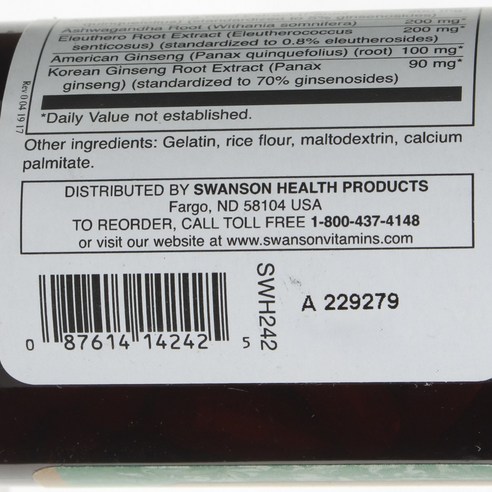 Ashwagandha Root (Withania somnifera) 200 mg*
Eleuthero Root Extract (Eleutherococcus 200 mg*
senticosus) (standardized to 0.8% eleutherosides)
American Ginseng (Panax quinquefolius) (root) 100 mg*
Korean Ginseng Root Extract (Panax 90 mg*
ginseng) (standardized to 70% ginsenosides)
*Daily Value not established.
Other ingredients: Gelatin, rice flour, maltodextrin, calcium
palmitate.
DISTRIBUTED BY SWANSON HEALTH PRODUCTS
Fargo, ND 58104 USA
TO REORDER, CALL TOLL FREE 1-800-437-4148
or visit our website at www.swansonvitamins.com
0 87614 14242 5
SWH242
A 229279